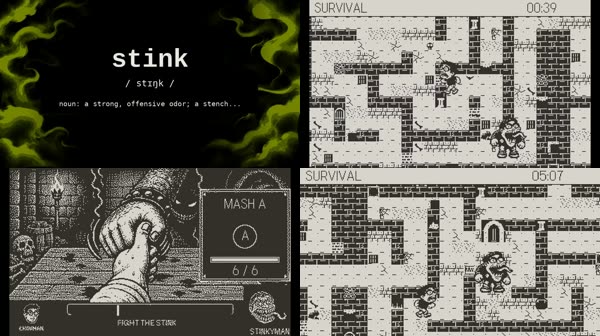 stink
/ stɪŋk /
noun: a strong, offensive odor; a stench...
SURVIVAL 00:39
MASH A
A
6 / 6
FIGHT THE STINK
STINKYMAN
SURVIVAL 05:07